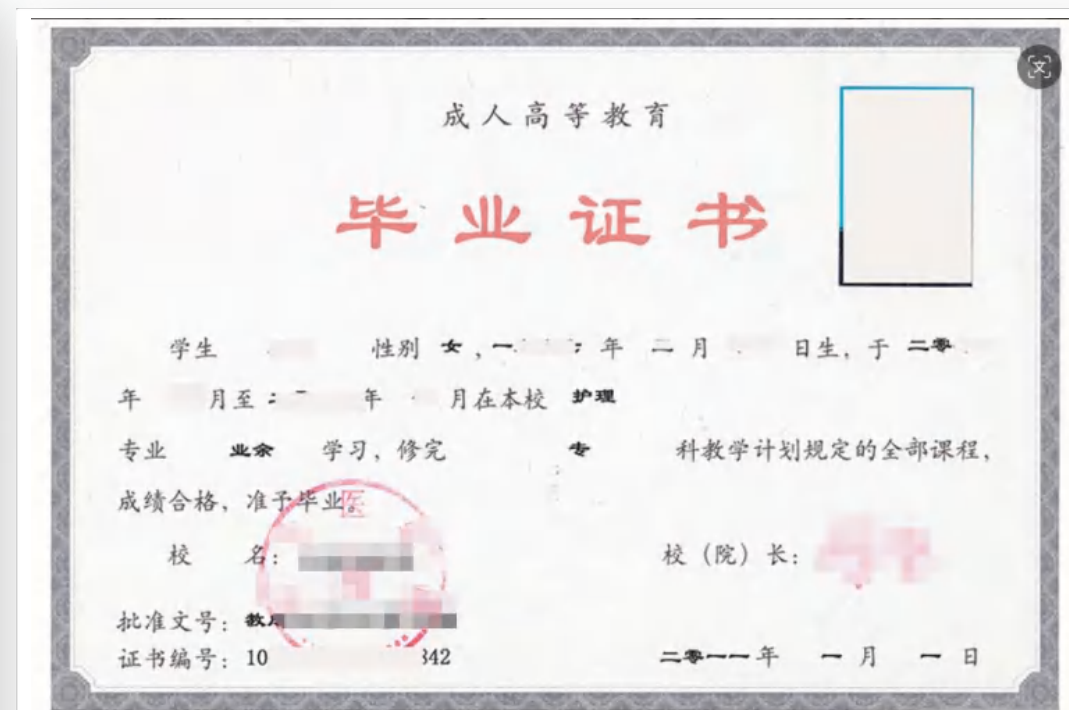 成人高等教育
毕业证书
学生 性别 女，一 年 二 月 日生，于 二零
年 月至 年 月在本校 护理
专业 业余 学习，修完 专 科教学计划规定的全部课程，
成绩合格，准予毕业。
医
校 名： 校（院）长：
批准文号：教
证书编号：10 342 二零一一年 一 月 一 日